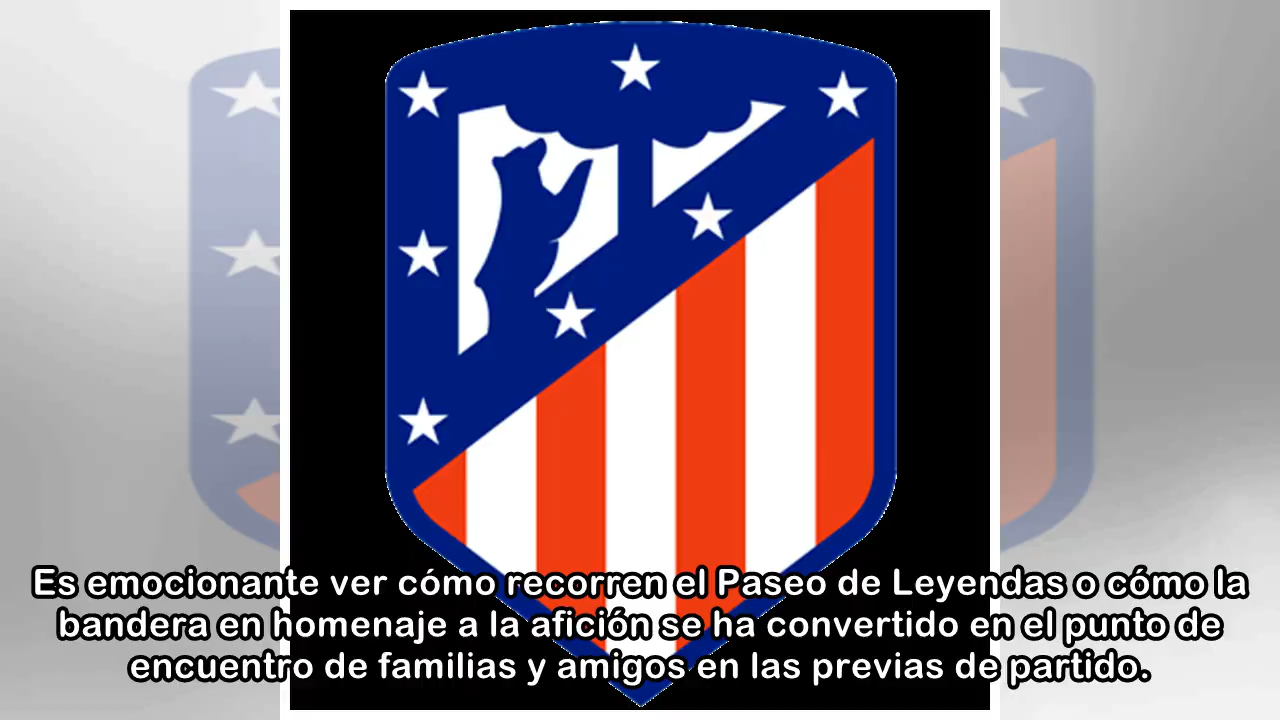 Es emocionante ver cómo recorren el Paseo de Leyendas o cómo la
bandera en homenaje a la afición se ha convertido en el punto de
encuentro de familias y amigos en las previas de partido.